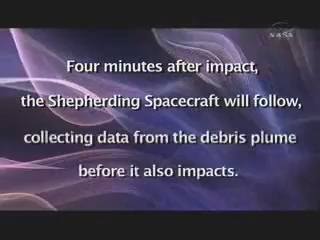 NASA
Four minutes after impact,
the Shepherding Spacecraft will follow,
collecting data from the debris plume
before it also impacts.